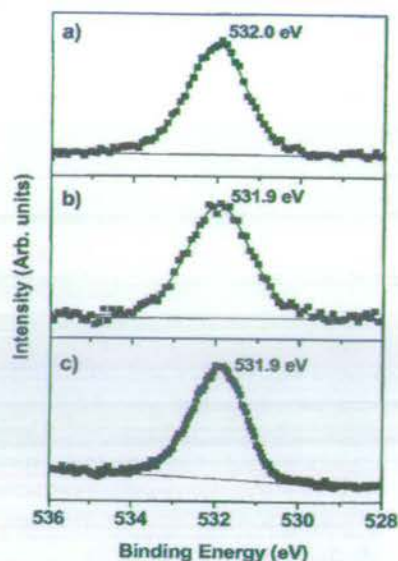 a)
532.0 eV
b)
531.9 eV
c)
531.9 eV
Intensity (Arb. units)
536 534 532 530 528
Binding Energy (eV)